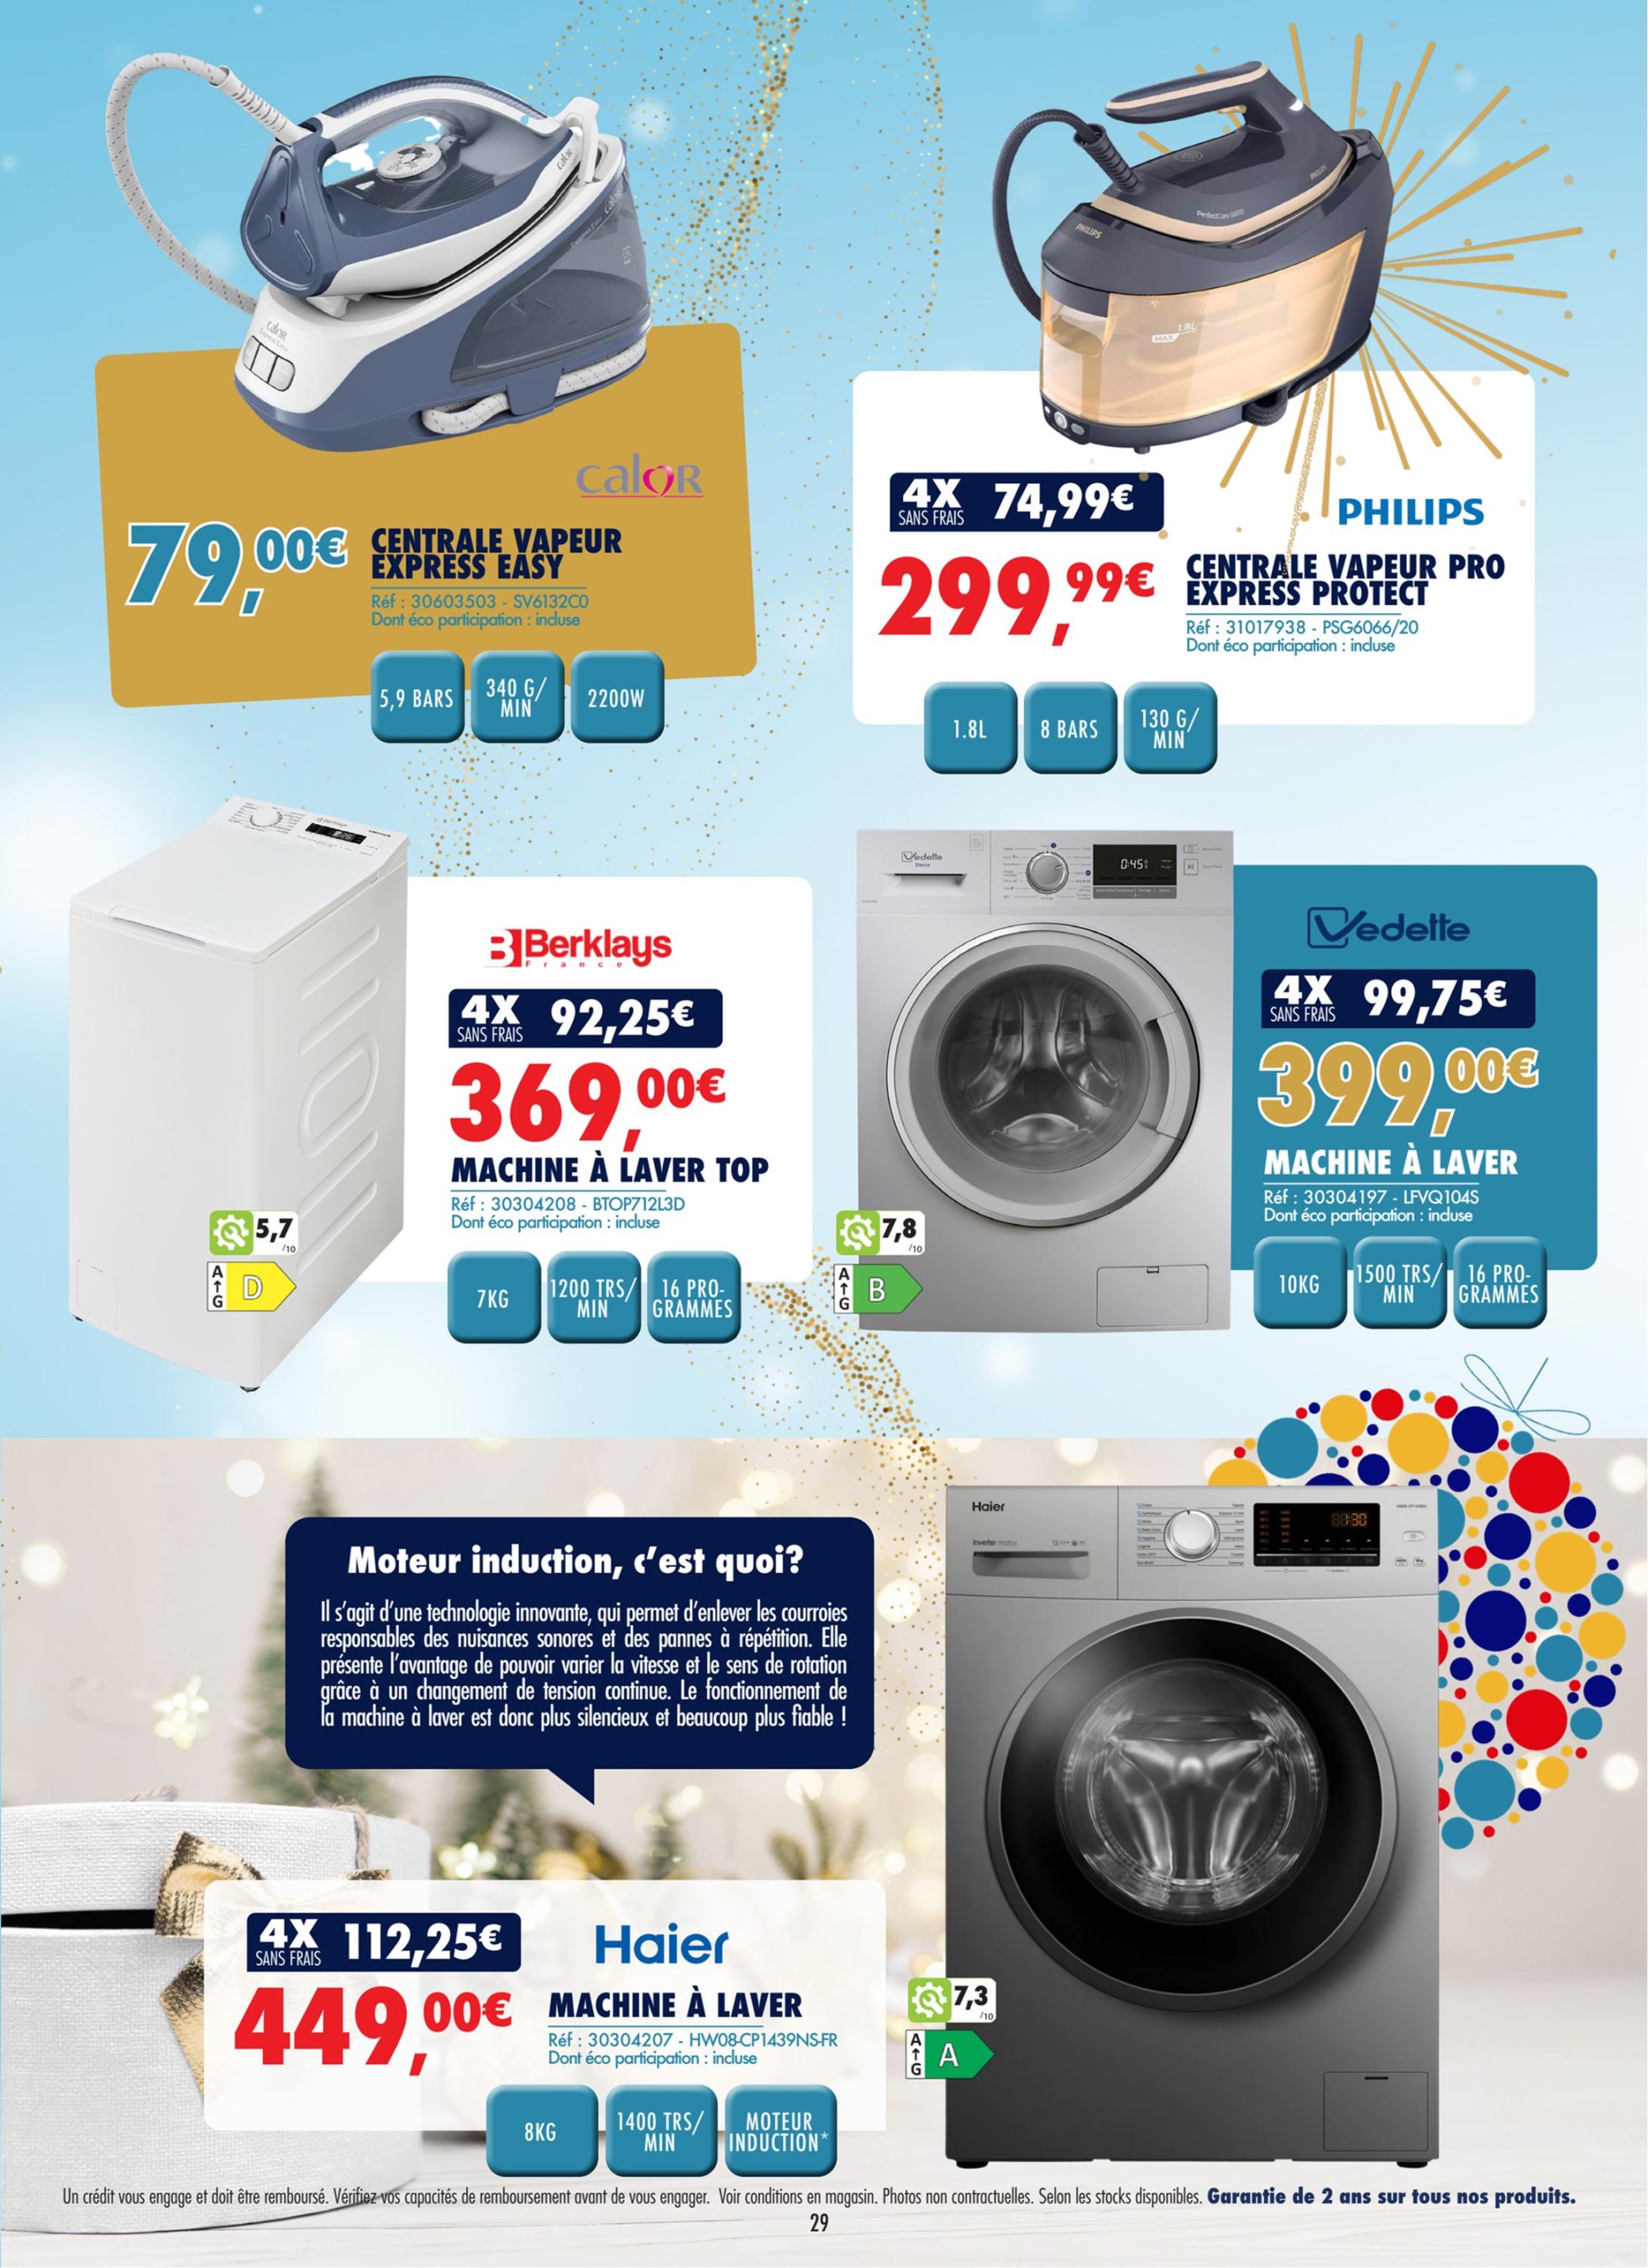 calOR
79,00€
CENTRALE VAPEUR
EXPRESS EASY
Réf : 30603503 - SV6132C0
Dont éco participation : incluse
5,9 BARS
340 G/
MIN
2200W
PHILIPS
PerfectCare 6000
1.8L
MAX
4X
SANS FRAIS
74,99€
PHILIPS
299,99€
CENTRALE VAPEUR PRO
EXPRESS PROTECT
Réf : 31017938 - PSG6066/20
Dont éco participation : incluse
1.8L
8 BARS
130 G/
MIN
Berklays
France
4X
SANS FRAIS
92,25€
369,00€
MACHINE À LAVER TOP
Réf : 30304208 - BTOP712L3D
Dont éco participation : incluse
5,7
/10
A
G
D
7KG
1200 TRS/
MIN
16 PRO-
GRAMMES
Vedette
0:45
Vedette
4X
SANS FRAIS
99,75€
399,00€
MACHINE À LAVER
Réf : 30304197 - LFVQ104S
Dont éco participation : incluse
7,8
/10
A
G
B
10KG
1500 TRS/
MIN
16 PRO-
GRAMMES
Moteur induction, c'est quoi?
Il s'agit d'une technologie innovante, qui permet d'enlever les courroies
responsables des nuisances sonores et des pannes à répétition. Elle
présente l'avantage de pouvoir varier la vitesse et le sens de rotation
grâce à un changement de tension continue. Le fonctionnement de
la machine à laver est donc plus silencieux et beaucoup plus fiable !
Haier
Inverter motor
4X
SANS FRAIS
112,25€
Haier
449,00€
MACHINE À LAVER
Réf : 30304207 - HW08-CP1439NS-FR
Dont éco participation : incluse
7,3
/10
A
G
A
8KG
1400 TRS/
MIN
MOTEUR
INDUCTION*
Un crédit vous engage et doit être remboursé. Vérifiez vos capacités de remboursement avant de vous engager. Voir conditions en magasin. Photos non contractuelles. Selon les stocks disponibles. Garantie de 2 ans sur tous nos produits.
29